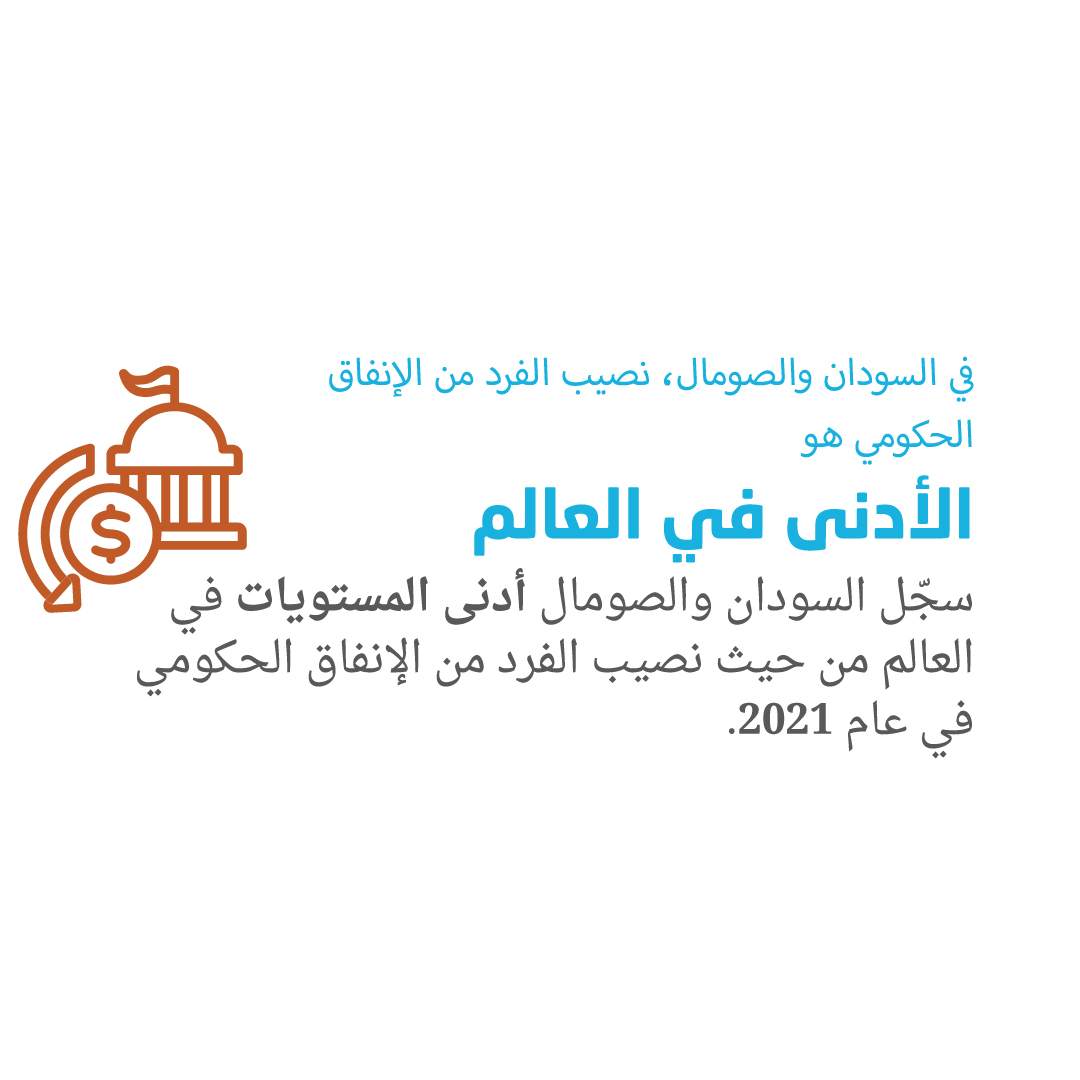 في السودان والصومال، نصيب الفرد من الإنفاق
الحكومي هو
الأدنى في العالم
سجّل السودان والصومال أدنى المستويات في
العالم من حيث نصيب الفرد من الإنفاق الحكومي
في عام 2021.
$